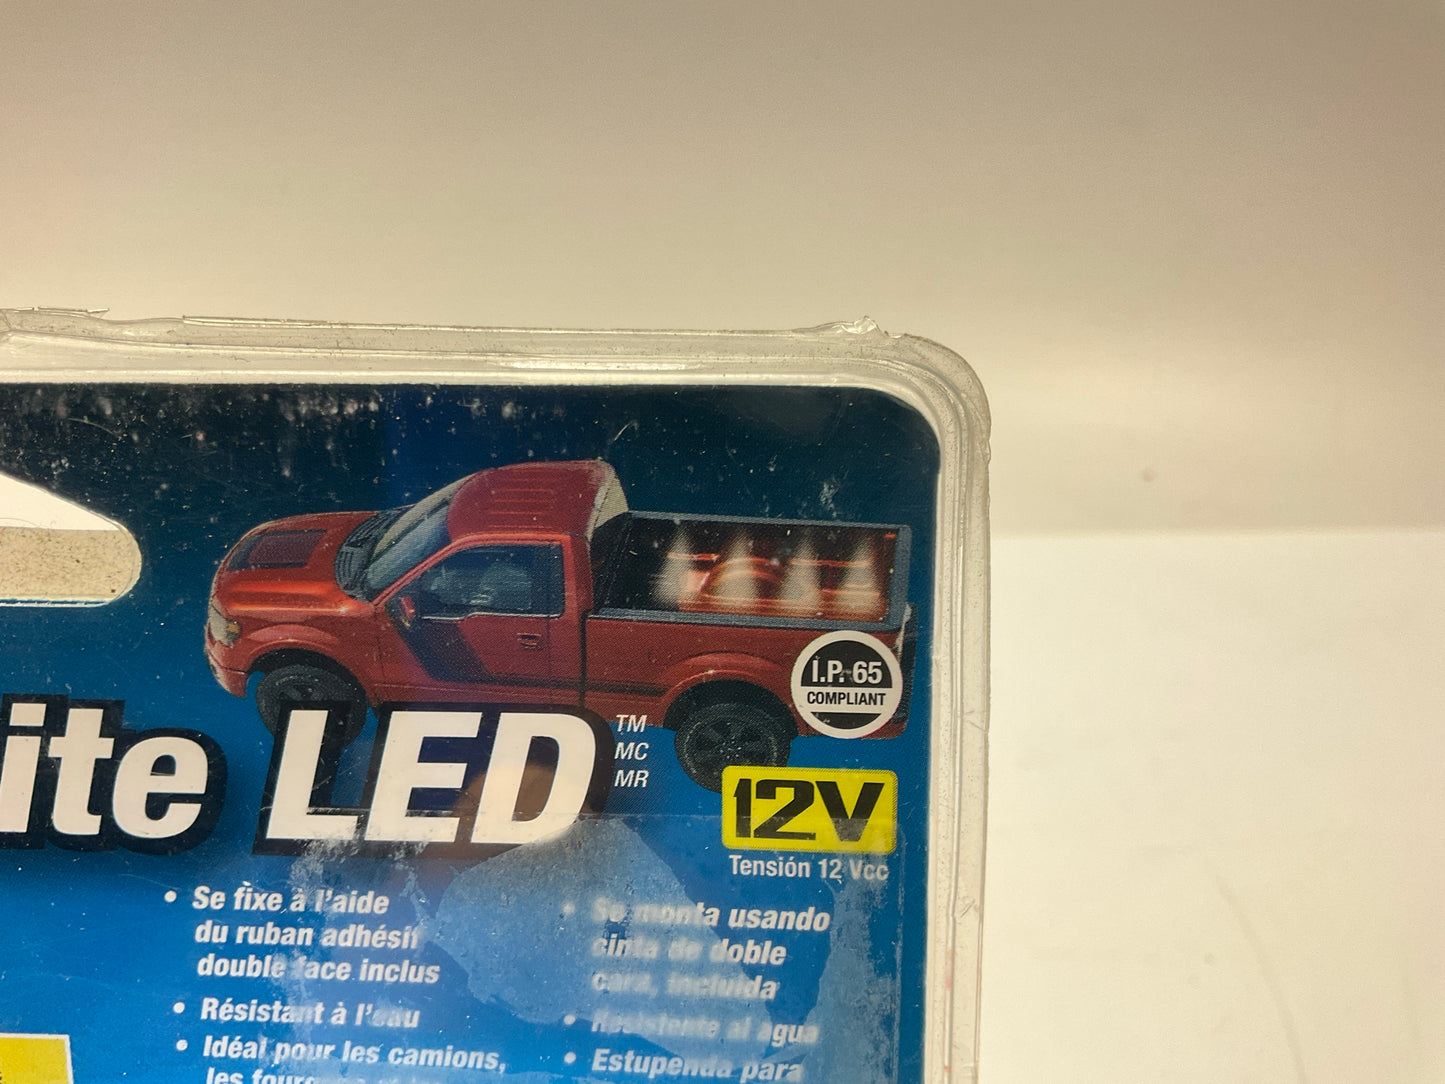 I.P. 65
COMPLIANT
ite LED
TM
MC
MR
12V
Tensión 12 Vcc
• Se fixe à l'aide
du ruban adhésif
double face inclus
• Résistant à l'eau
• Idéal pour les camions,
• Se monta usando
cinta de doble
cara, incluida
• Resistente al agua
• Estupenda para